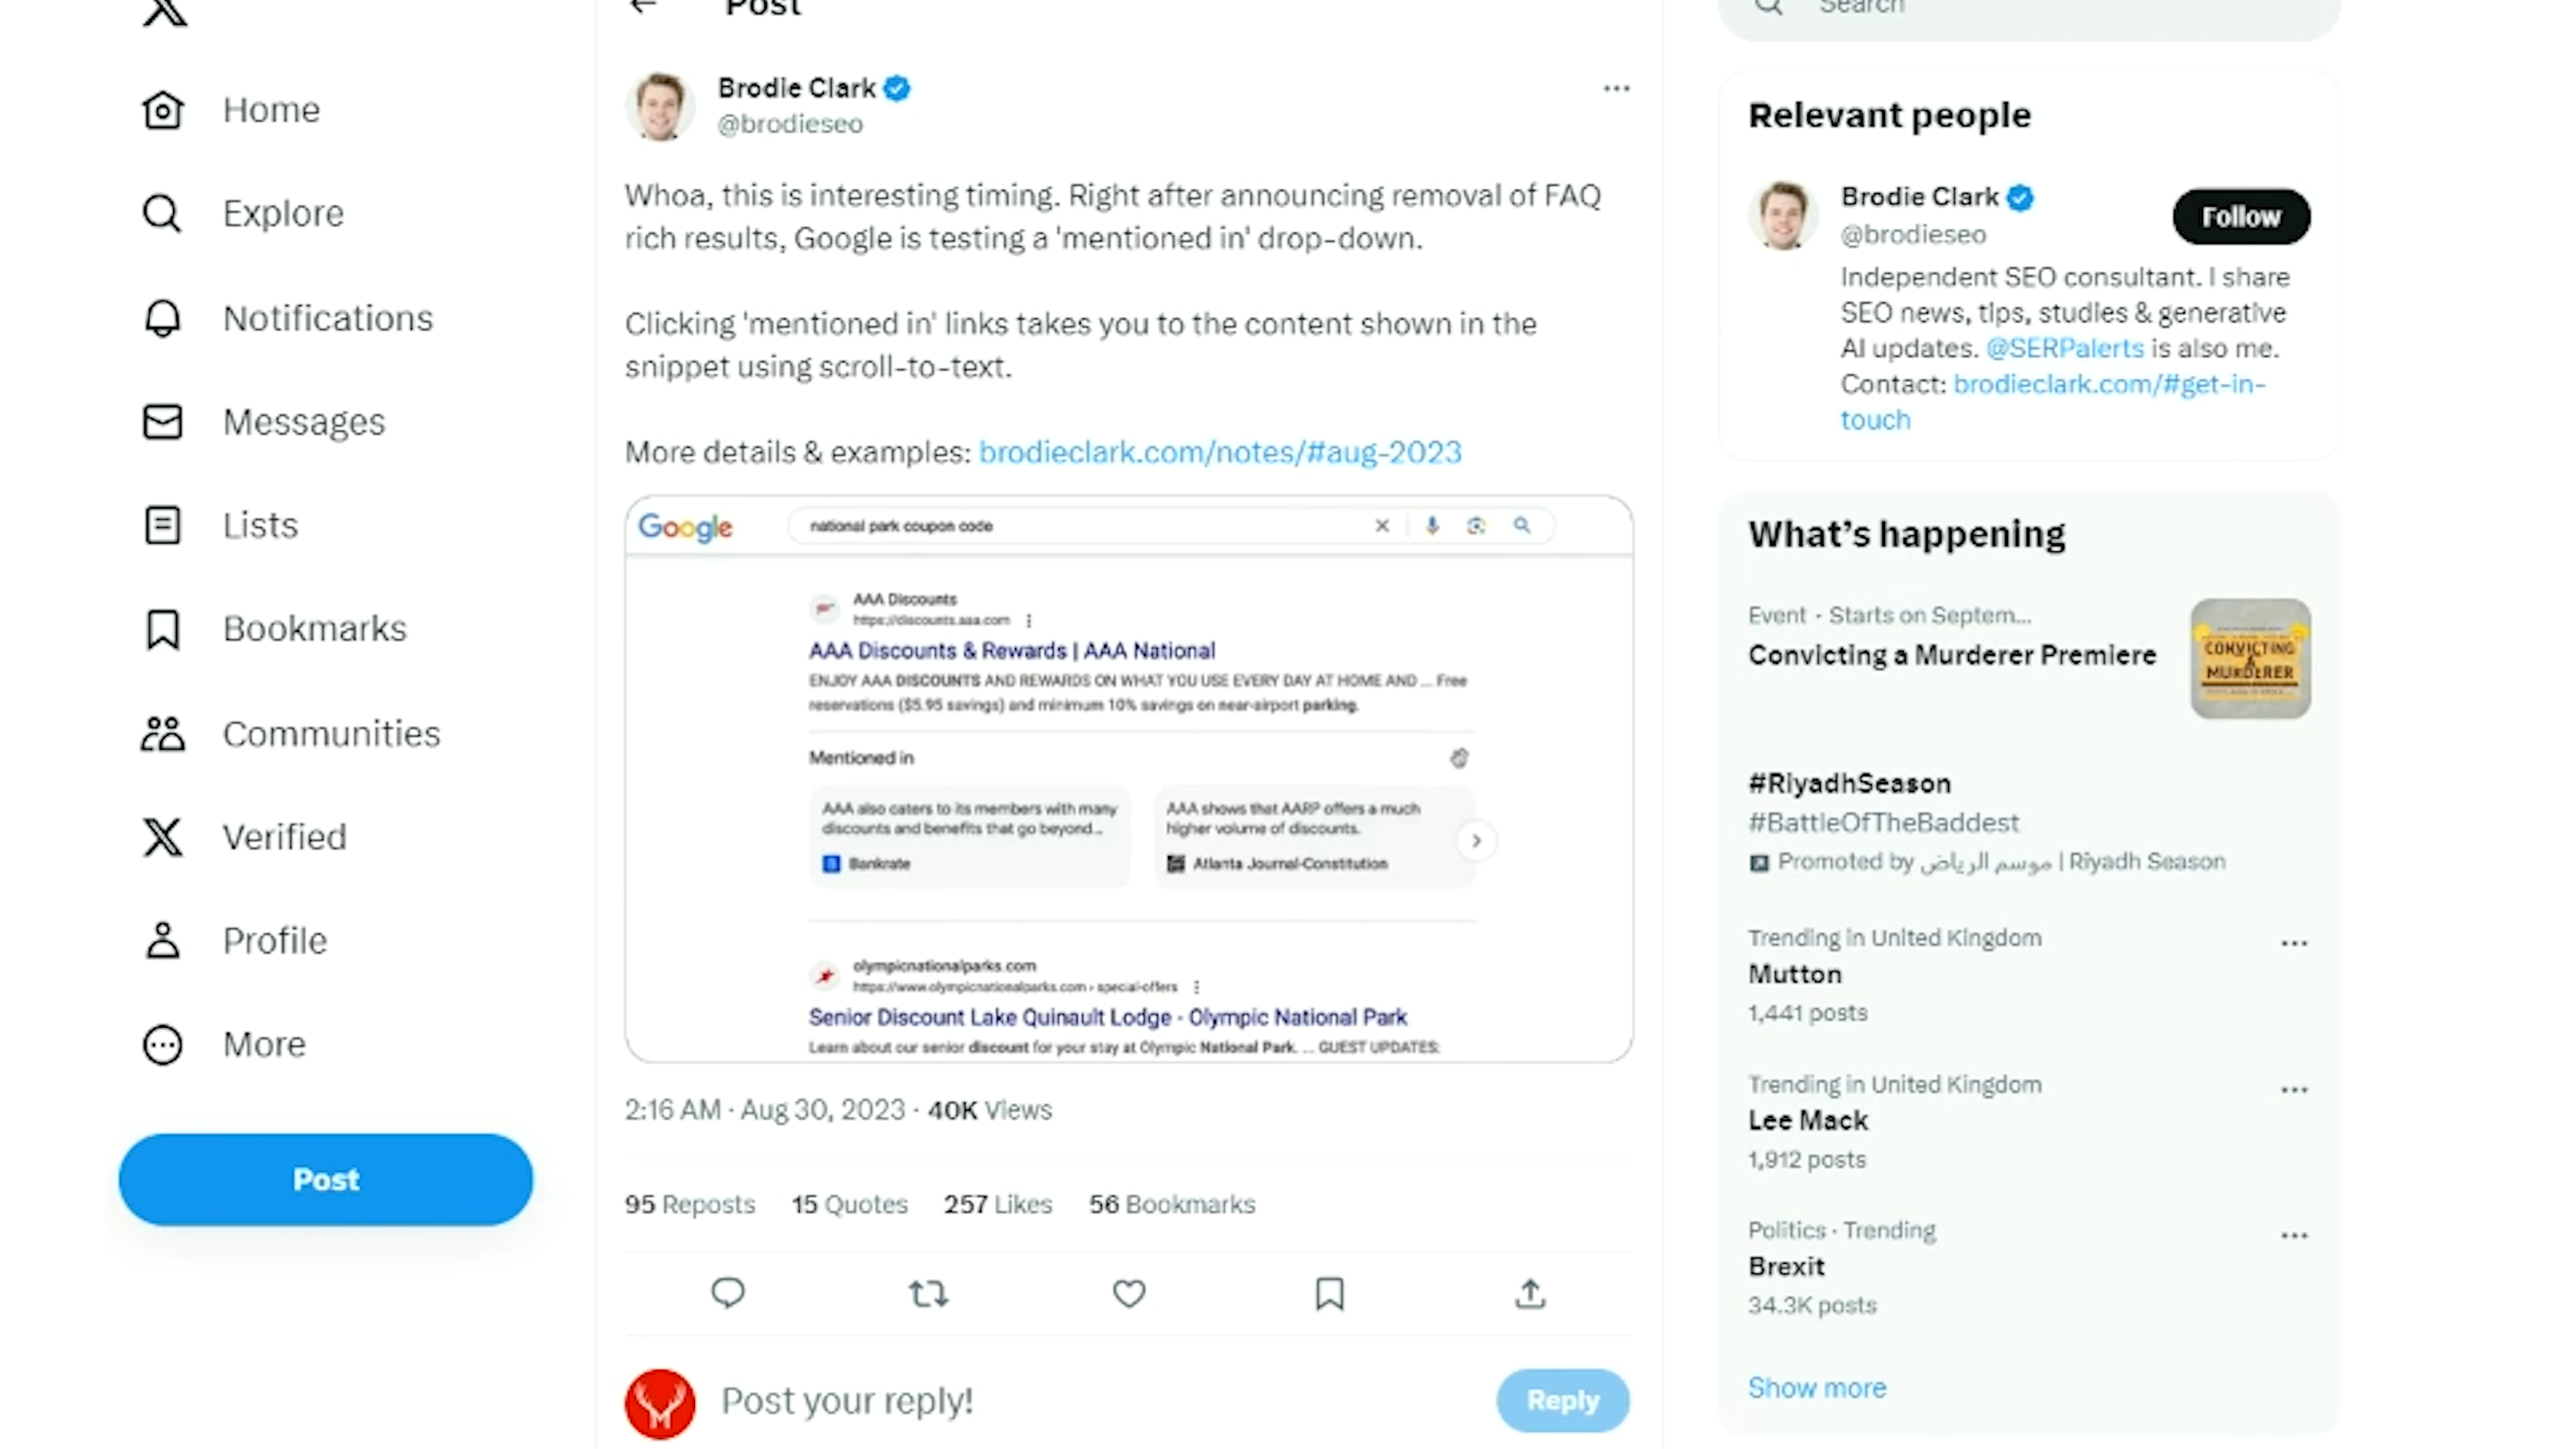 Home
Explore
Notifications
Messages
Lists
Bookmarks
Communities
Verified
Profile
More
Post
Post
Brodie Clark
@brodieseo
Whoa, this is interesting timing. Right after announcing removal of FAQ
rich results, Google is testing a 'mentioned in' drop-down.
Clicking 'mentioned in' links takes you to the content shown in the
snippet using scroll-to-text.
More details & examples: brodieclark.com/notes/#aug-2023
Google
national park coupon code
AAA Discounts
https://discounts.aaa.com
AAA Discounts & Rewards | AAA National
ENJOY AAA DISCOUNTS AND REWARDS ON WHAT YOU USE EVERY DAY AT HOME AND ... Free
reservations ($5.95 savings) and minimum 10% savings on near-airport parking.
Mentioned in
AAA also caters to its members with many
discounts and benefits that go beyond...
Bankrate
AAA shows that AARP offers a much
higher volume of discounts.
Atlanta Journal-Constitution
olympicnationalparks.com
https://www.olympicnationalparks.com › special-offers
Senior Discount Lake Quinault Lodge - Olympic National Park
Learn about our senior discount for your stay at Olympic National Park. ... GUEST UPDATES:
2:16 AM · Aug 30, 2023 · 40K Views
95 Reposts 15 Quotes 257 Likes 56 Bookmarks
Post your reply!
Reply
Search
Relevant people
Brodie Clark
@brodieseo
Follow
Independent SEO consultant. I share
SEO news, tips, studies & generative
AI updates. @SERPalerts is also me.
Contact: brodieclark.com/#get-in-
touch
What's happening
Event · Starts on Septem...
Convicting a Murderer Premiere
CONVICTING
A
MURDERER
#RiyadhSeason
#BattleOfTheBaddest
Promoted by موسم الرياض | Riyadh Season
Trending in United Kingdom
Mutton
1,441 posts
Trending in United Kingdom
Lee Mack
1,912 posts
Politics · Trending
Brexit
34.3K posts
Show more